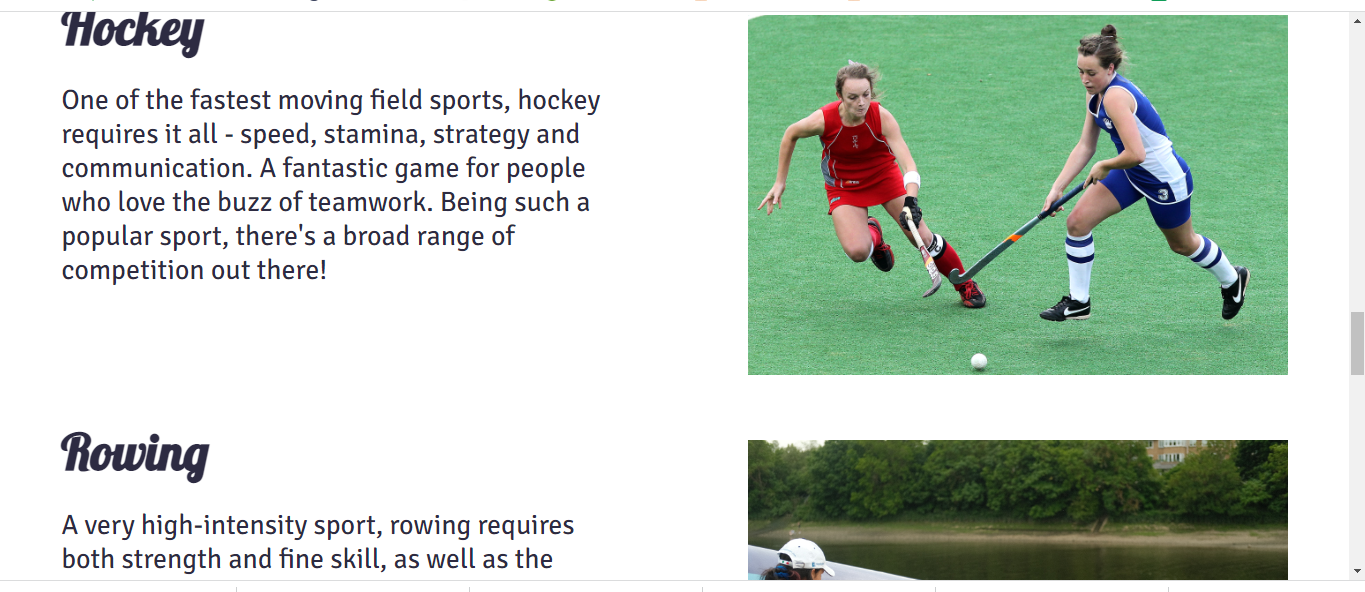 Hockey
One of the fastest moving field sports, hockey
requires it all - speed, stamina, strategy and
communication. A fantastic game for people
who love the buzz of teamwork. Being such a
popular sport, there's a broad range of
competition out there!
3
Rowing
A very high-intensity sport, rowing requires
both strength and fine skill, as well as the